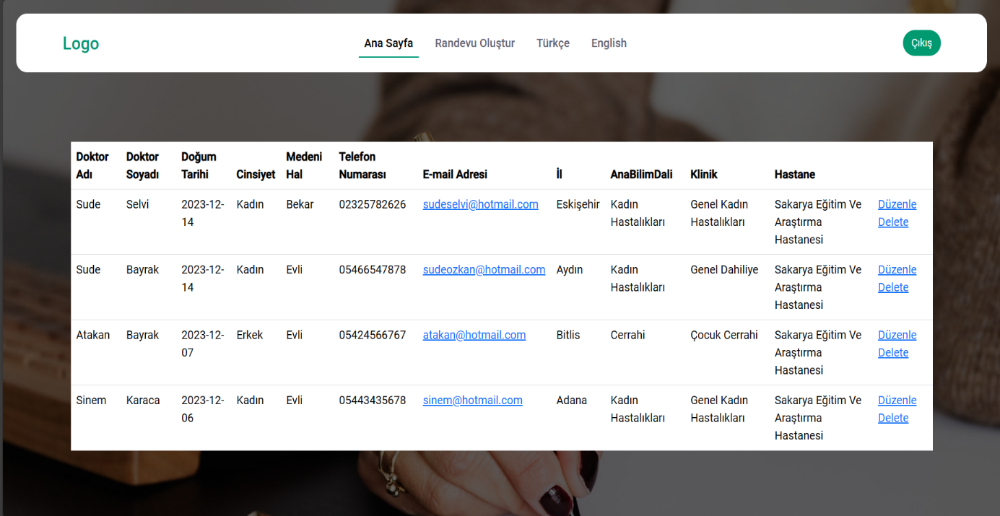 Logo
Ana Sayfa Randevu Oluştur Türkçe English
Çıkış
Doktor Adı Doktor Soyadı Doğum Tarihi Cinsiyet Medeni Hal Telefon Numarası E-mail Adresi İl AnaBilimDali Klinik Hastane
Sude Selvi 2023-12-14 Kadın Bekar 02325782626 sudeselvi@hotmail.com Eskişehir Kadın Hastalıkları Genel Kadın Hastalıkları Sakarya Eğitim Ve Araştırma Hastanesi Düzenle Delete
Sude Bayrak 2023-12-14 Kadın Evli 05466547878 sudeozkan@hotmail.com Aydın Kadın Hastalıkları Genel Dahiliye Sakarya Eğitim Ve Araştırma Hastanesi Düzenle Delete
Atakan Bayrak 2023-12-07 Erkek Evli 05424566767 atakan@hotmail.com Bitlis Cerrahi Çocuk Cerrahi Sakarya Eğitim Ve Araştırma Hastanesi Düzenle Delete
Sinem Karaca 2023-12-06 Kadın Evli 05443435678 sinem@hotmail.com Adana Kadın Hastalıkları Genel Kadın Hastalıkları Sakarya Eğitim Ve Araştırma Hastanesi Düzenle Delete